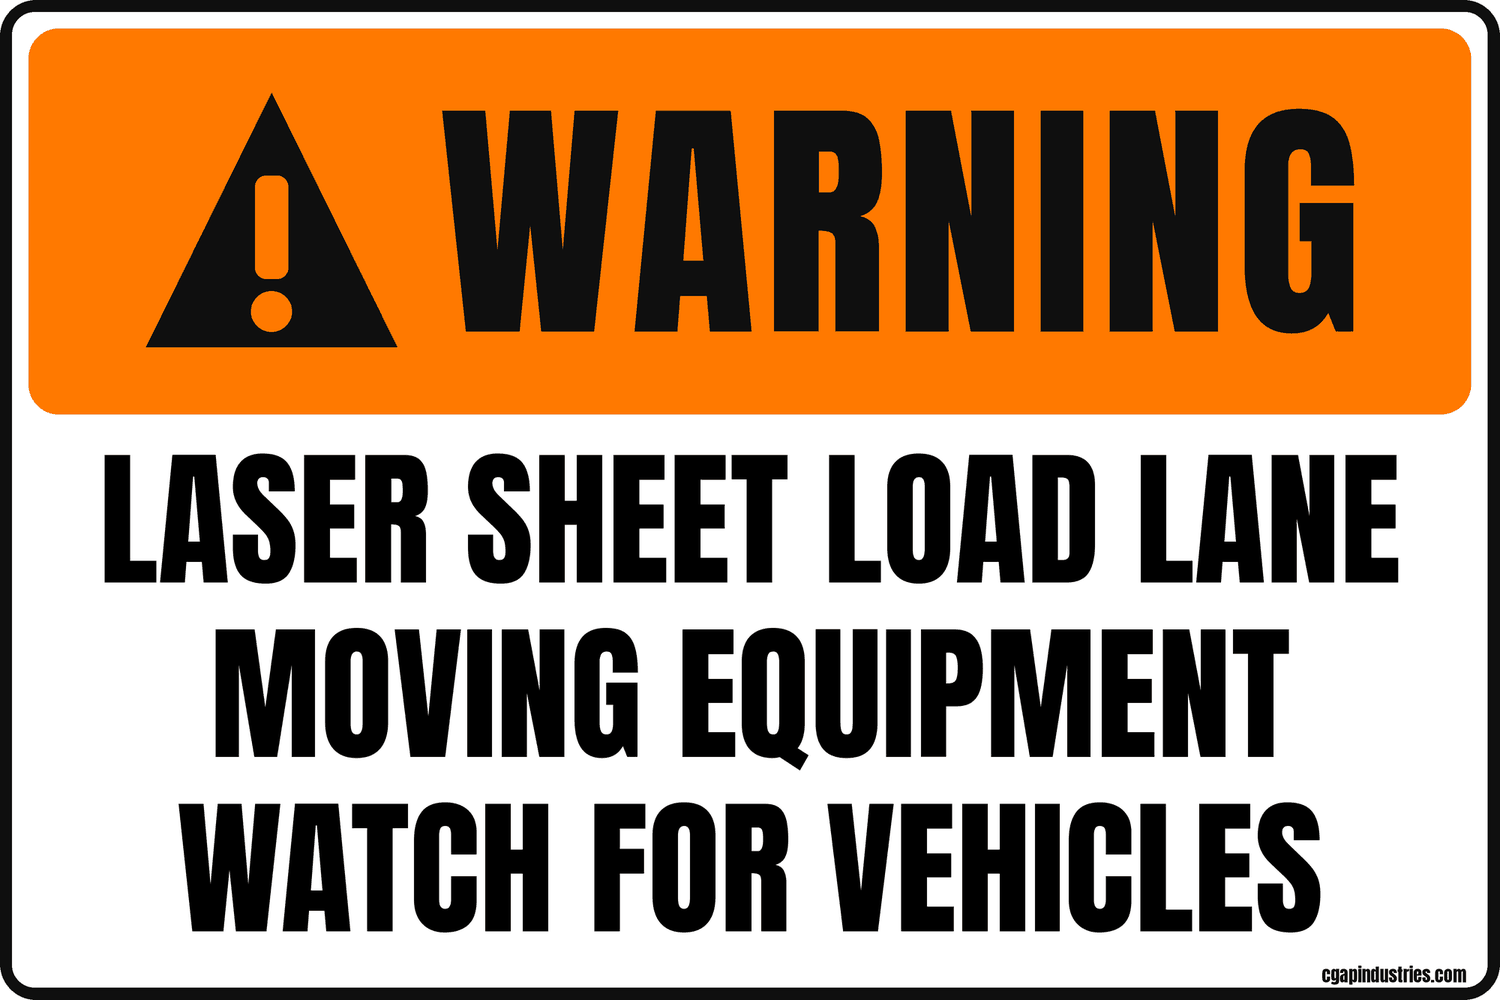 WARNING
LASER SHEET LOAD LANE
MOVING EQUIPMENT
WATCH FOR VEHICLES
cgapindustries.com